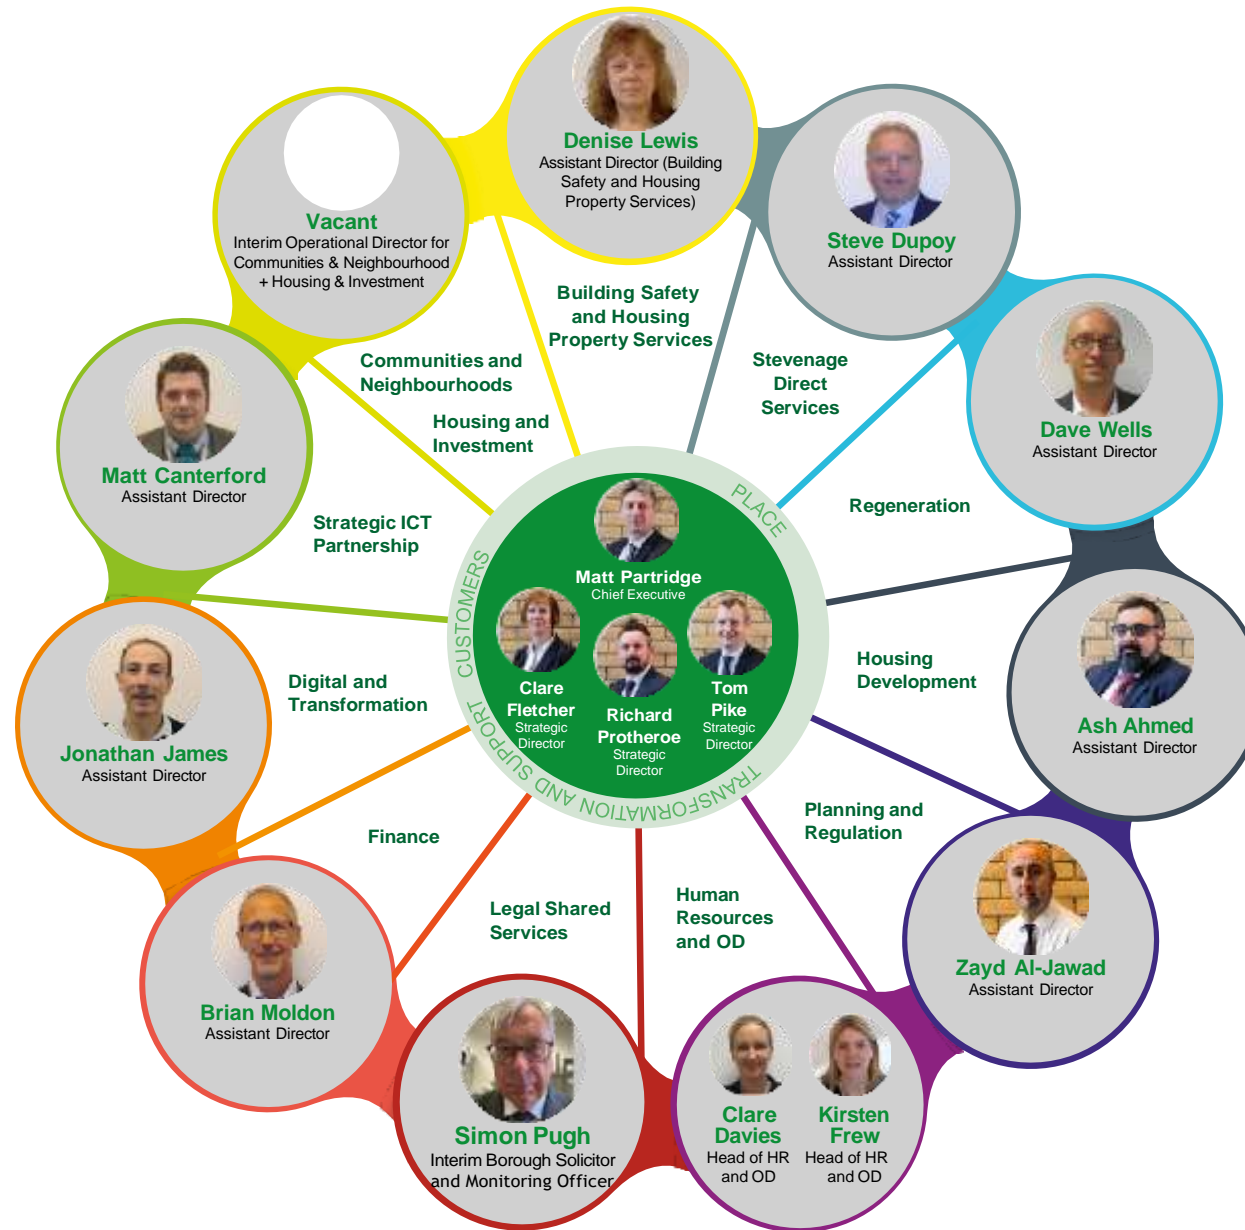 Denise Lewis
Assistant Director (Building
Safety and Housing
Property Services)
Steve Dupoy
Assistant Director
Dave Wells
Assistant Director
Ash Ahmed
Assistant Director
Zayd Al-Jawad
Assistant Director
Clare
Davies
Head of HR
and OD
Kirsten
Frew
Head of HR
and OD
Simon Pugh
Interim Borough Solicitor
and Monitoring Officer
Brian Moldon
Assistant Director
Jonathan James
Assistant Director
Matt Canterford
Assistant Director
Vacant
Interim Operational Director for
Communities & Neighbourhood
+ Housing & Investment
Building Safety
and Housing
Property Services
Stevenage
Direct
Services
Regeneration
Housing
Development
Planning and
Regulation
Human
Resources
and OD
Legal Shared
Services
Finance
Digital and
Transformation
Strategic ICT
Partnership
Communities and
Neighbourhoods
Housing and
Investment
PLACE
TRANSFORMATION AND SUPPORT
CUSTOMERS
Matt Partridge
Chief Executive
Clare
Fletcher
Strategic
Director
Richard
Protheroe
Strategic
Director
Tom
Pike
Strategic
Director